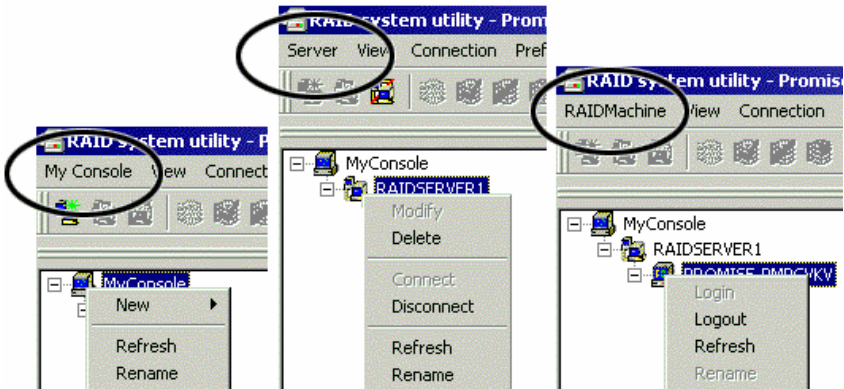 RAID system utility - P
My Console View Connect
MyConsole
New
Refresh
Rename
RAID system utility - Prom
Server View Connection Pref
MyConsole
RAIDSERVER1
Modify
Delete
Connect
Disconnect
Refresh
Rename
RAID system utility - Promis
RAIDMachine View Connection
MyConsole
RAIDSERVER1
Login
Logout
Refresh
Rename